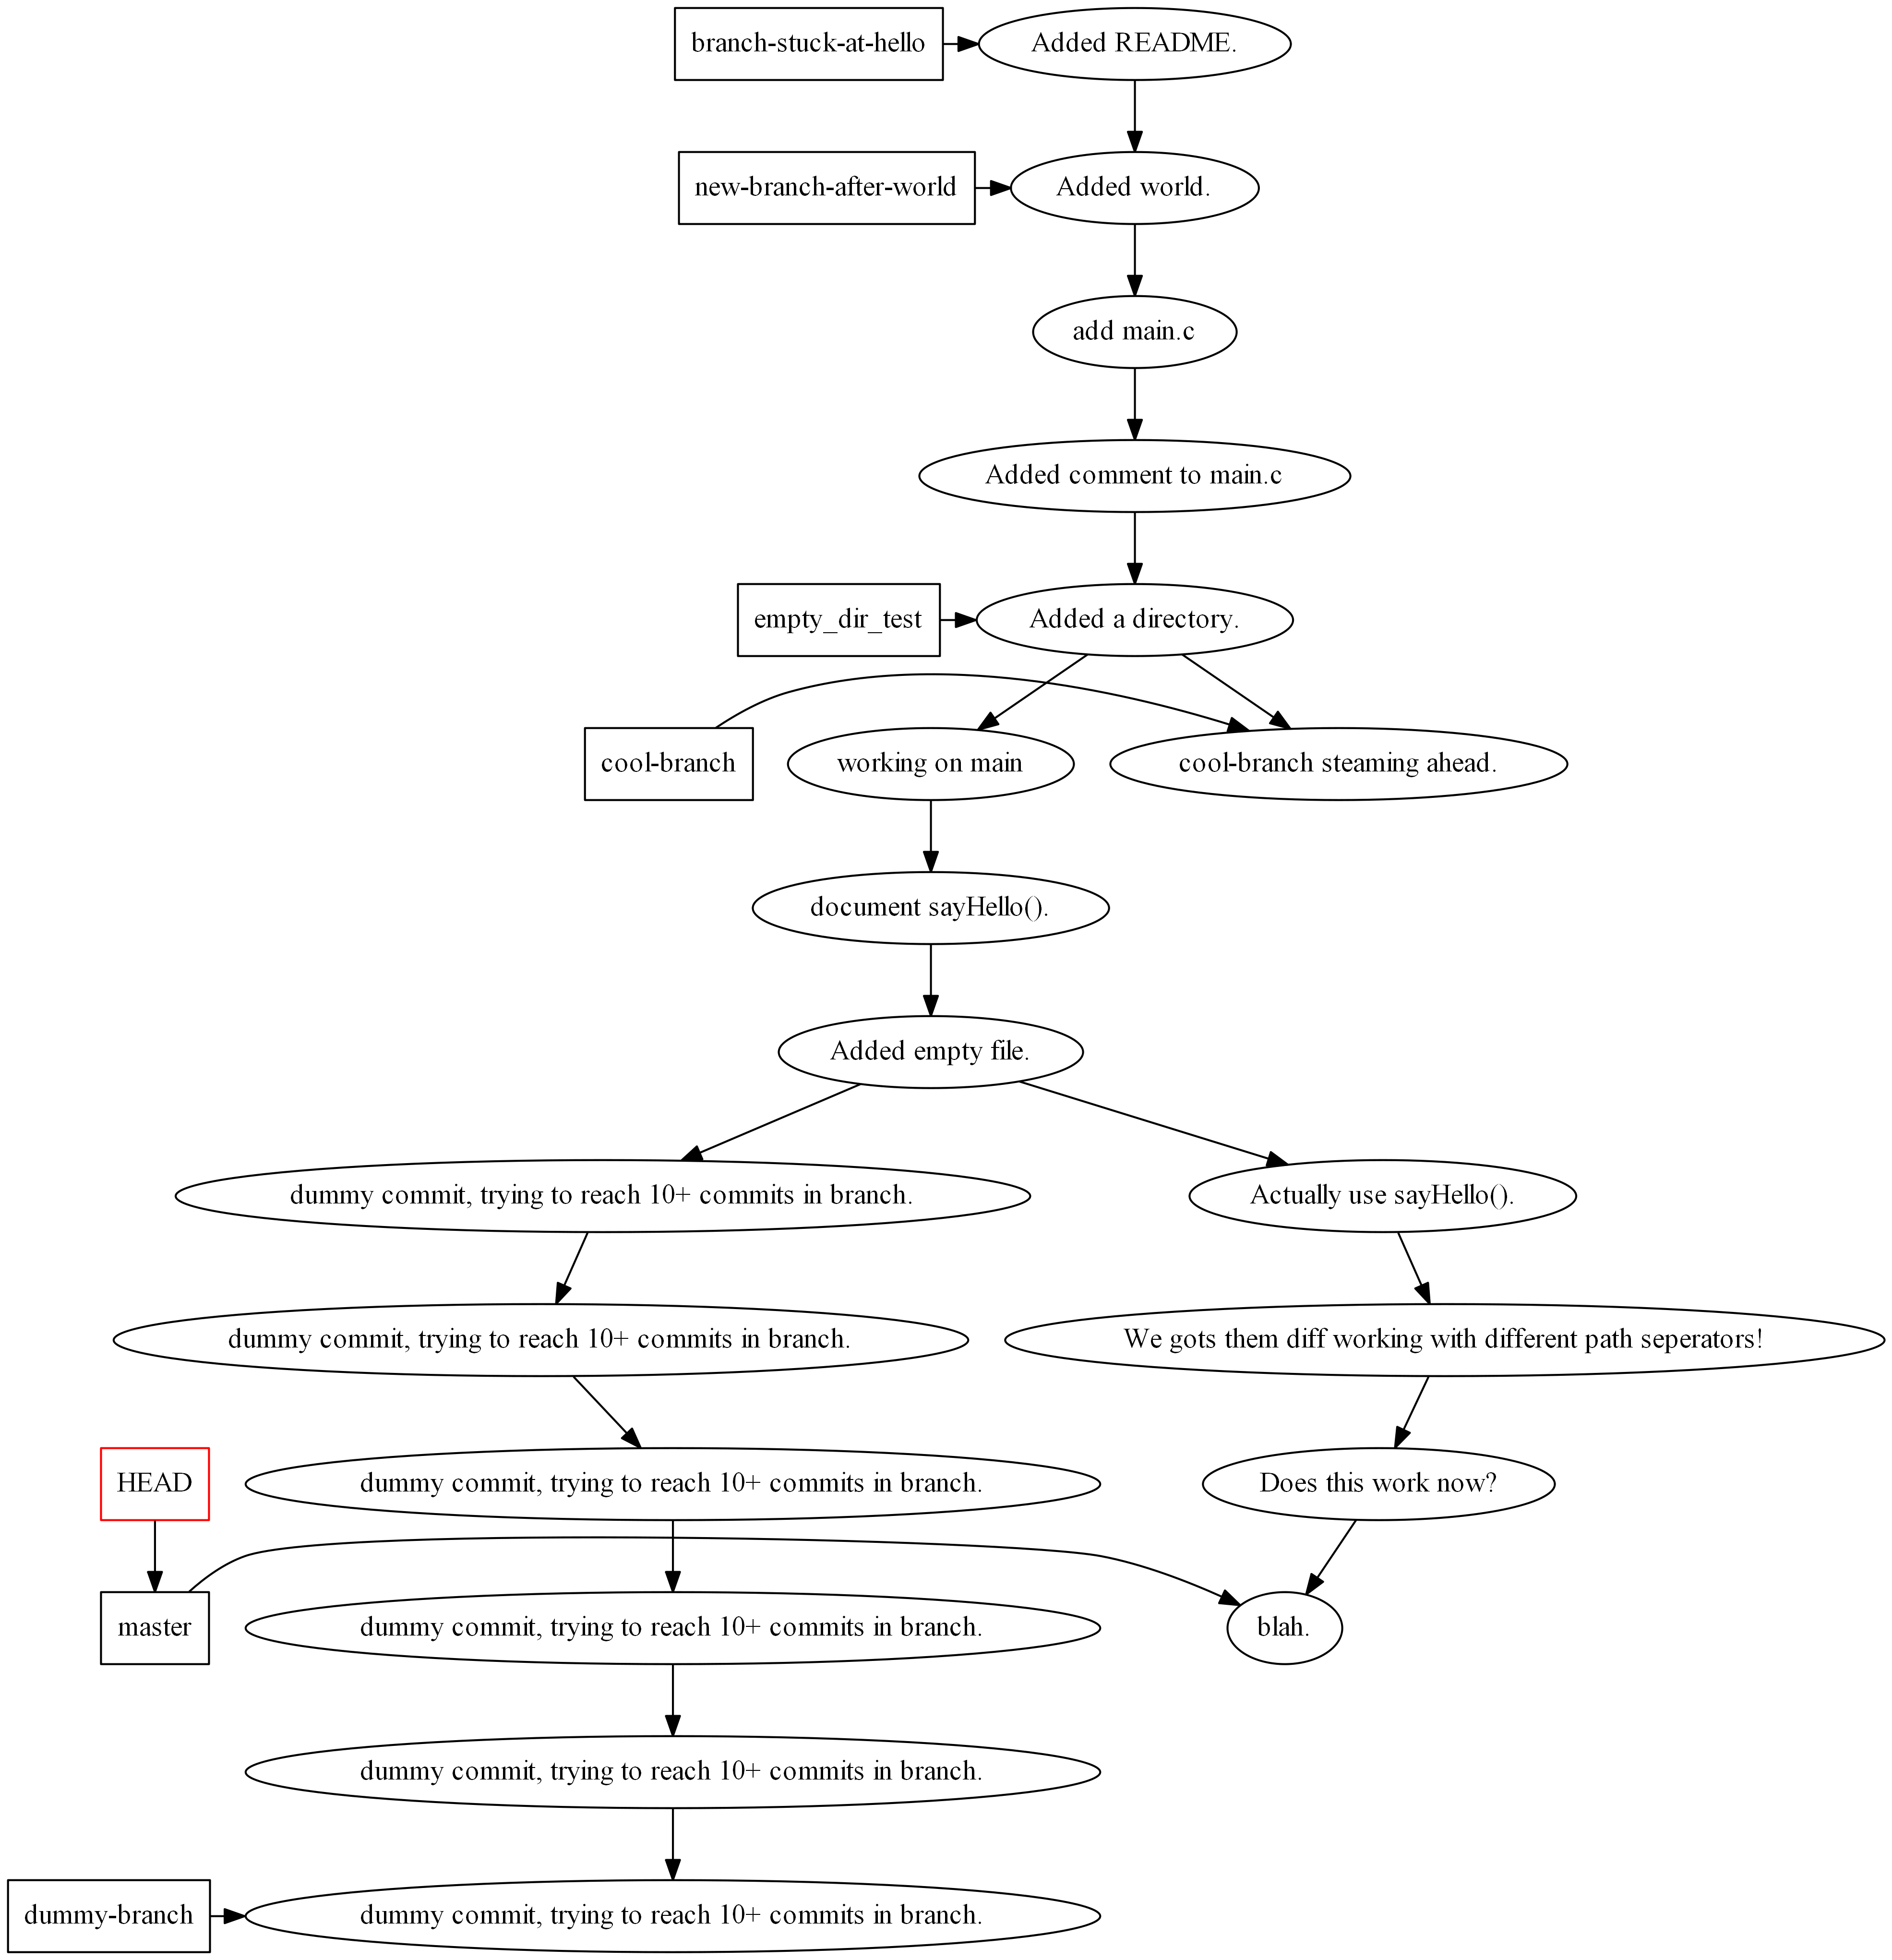 branch-stuck-at-hello
Added README.
new-branch-after-world
Added world.
add main.c
Added comment to main.c
empty_dir_test
Added a directory.
cool-branch
working on main
cool-branch steaming ahead.
document sayHello().
Added empty file.
dummy commit, trying to reach 10+ commits in branch.
Actually use sayHello().
dummy commit, trying to reach 10+ commits in branch.
We gots them diff working with different path seperators!
HEAD
dummy commit, trying to reach 10+ commits in branch.
Does this work now?
master
dummy commit, trying to reach 10+ commits in branch.
blah.
dummy commit, trying to reach 10+ commits in branch.
dummy-branch
dummy commit, trying to reach 10+ commits in branch.